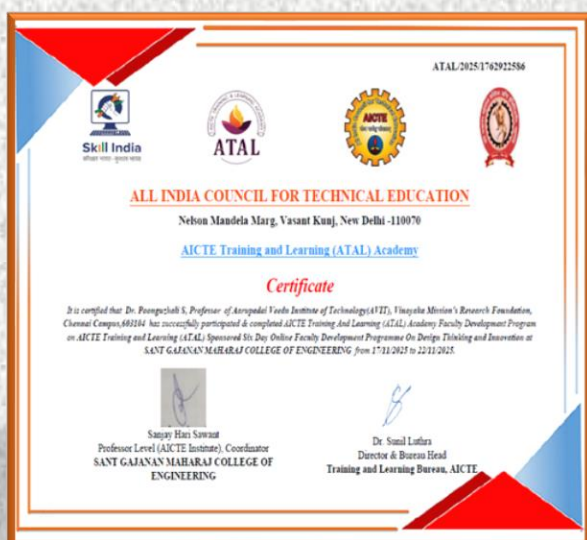 ATAL/2025/1762922586
Skill India
कौशल भारत - कुशल भारत
ATAL
AICTE
ALL INDIA COUNCIL FOR TECHNICAL EDUCATION
Nelson Mandela Marg, Vasant Kunj, New Delhi -110070
AICTE Training and Learning (ATAL) Academy
Certificate
It is certified that Dr. Poonguzhali S, Professor of Aarupadai Veedu Institute of Technology(AVIT), Vinayaka Mission's Research Foundation,
Chennai Campus,603104 has successfully participated & completed AICTE Training And Learning (ATAL) Academy Faculty Development Program
on AICTE Training and Learning (ATAL) Sponsored Six Day Online Faculty Development Programme On Design Thinking and Innovation at
SANT GAJANAN MAHARAJ COLLEGE OF ENGINEERING from 17/11/2025 to 22/11/2025.
Sanjay Hari Sawant
Professor Level (AICTE Institute), Coordinator
SANT GAJANAN MAHARAJ COLLEGE OF
ENGINEERING
Dr. Sunil Luthra
Director & Bureau Head
Training and Learning Bureau, AICTE